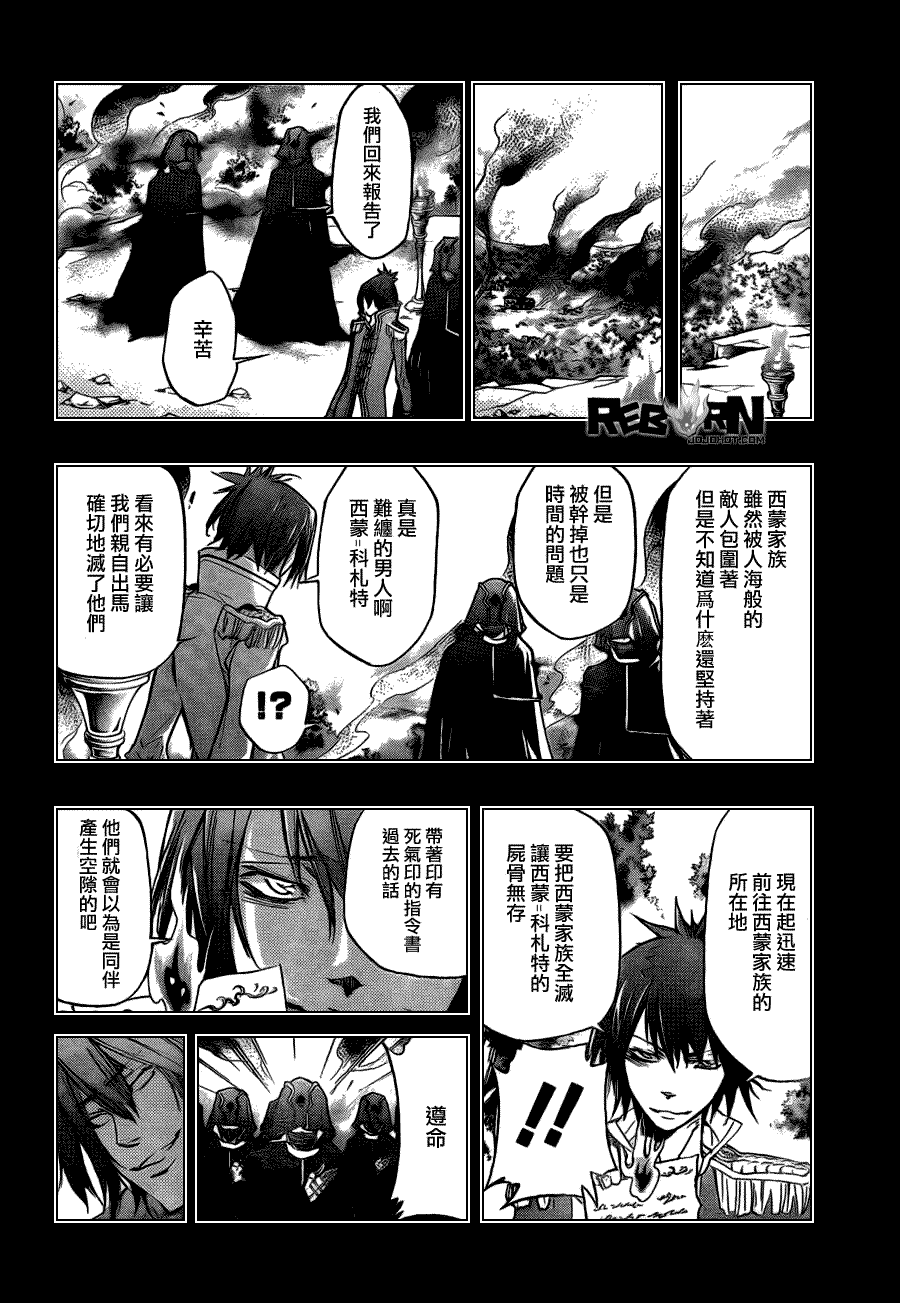 REBORN
JOJOHOT.COM
我們回來報告了
辛苦
西蒙家族
雖然被人海般的
敵人包圍著
但是不知道爲什麽還堅持著
但是
被幹掉也只是
時間的問題
真是
難纏的男人啊
西蒙=科札特
!?
看來有必要讓
我們親自出馬
確切地滅了他們
現在起迅速
前往西蒙家族的
所在地
要把西蒙家族全滅
讓西蒙=科札特的
屍骨無存
!!
帶著印有
死氣印的指令書
過去的話
他們就會以為是同伴
產生空隙的吧
遵命